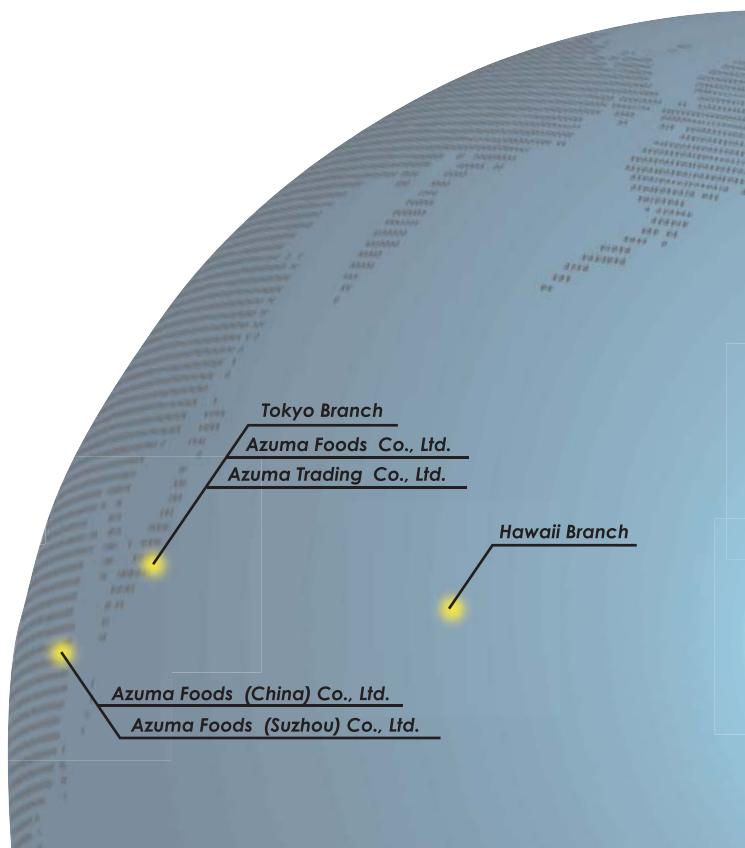 Tokyo Branch
Azuma Foods Co., Ltd.
Azuma Trading Co., Ltd.
Hawaii Branch
Azuma Foods (China) Co., Ltd.
Azuma Foods (Suzhou) Co., Ltd.